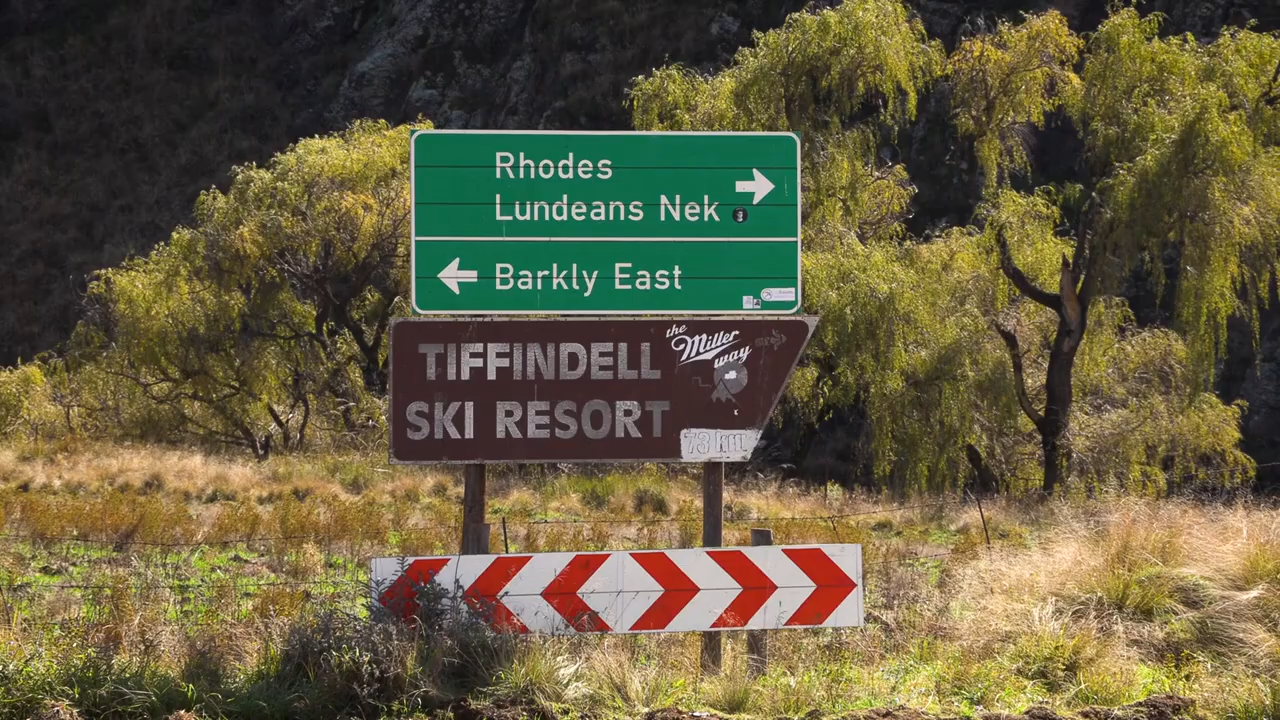 Rhodes
Lundeans Nek
Barkly East
TIFFINDELL
SKI RESORT
the
Miller
way
73 km